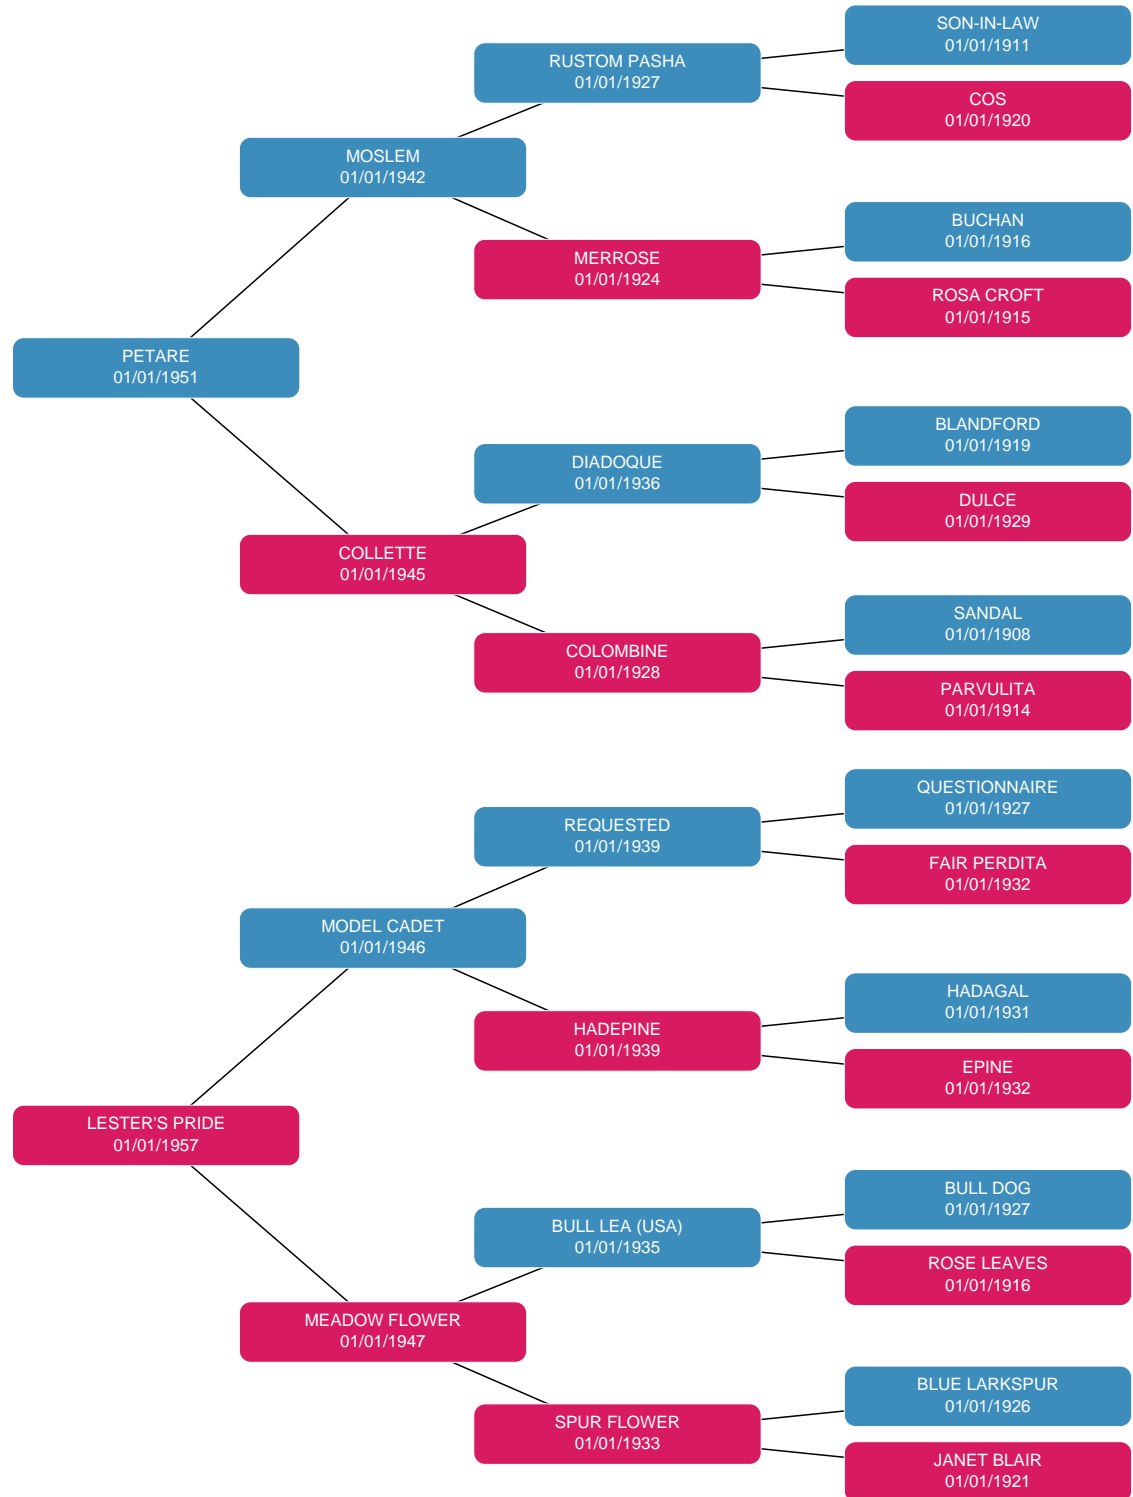 SON-IN-LAW
01/01/1911
RUSTOM PASHA
01/01/1927
COS
01/01/1920
MOSLEM
01/01/1942
BUCHAN
01/01/1916
MERROSE
01/01/1924
ROSA CROFT
01/01/1915
PETARE
01/01/1951
BLANDFORD
01/01/1919
DIADOQUE
01/01/1936
DULCE
01/01/1929
COLLETTE
01/01/1945
SANDAL
01/01/1908
COLOMBINE
01/01/1928
PARVULITA
01/01/1914
QUESTIONNAIRE
01/01/1927
REQUESTED
01/01/1939
FAIR PERDITA
01/01/1932
MODEL CADET
01/01/1946
HADAGAL
01/01/1931
HADEPINE
01/01/1939
EPINE
01/01/1932
LESTER'S PRIDE
01/01/1957
BULL DOG
01/01/1927
BULL LEA (USA)
01/01/1935
ROSE LEAVES
01/01/1916
MEADOW FLOWER
01/01/1947
BLUE LARKSPUR
01/01/1926
SPUR FLOWER
01/01/1933
JANET BLAIR
01/01/1921